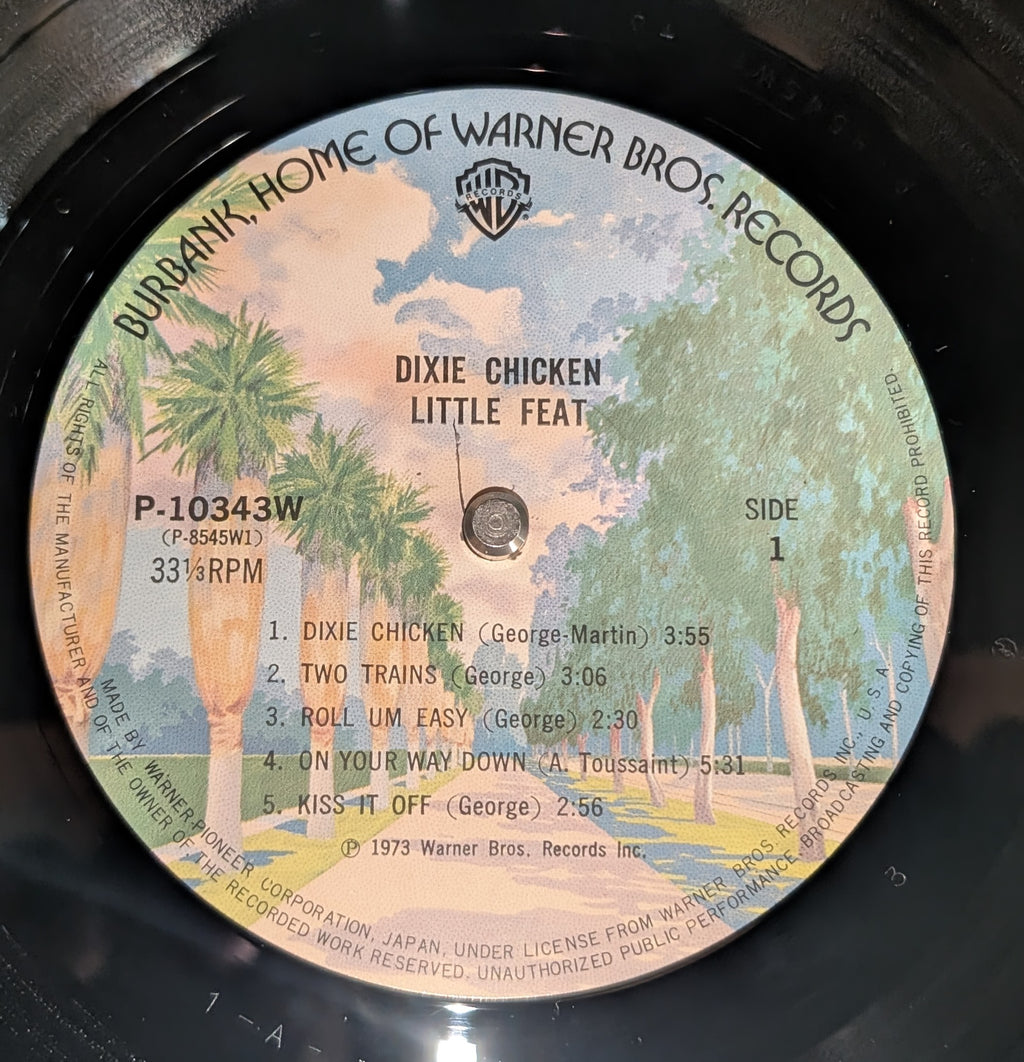 BURBANK, HOME OF WARNER BROS. RECORDS
WB
RECORDS
DIXIE CHICKEN
LITTLE FEAT
P-10343W
(P-8545W1)
33⅓RPM
SIDE
1
1. DIXIE CHICKEN (George-Martin) 3:55
2. TWO TRAINS (George) 3:06
3. ROLL UM EASY (George) 2:30
4. ON YOUR WAY DOWN (A. Toussaint) 5:31
5. KISS IT OFF (George) 2:56
Ⓟ 1973 Warner Bros. Records Inc.
MADE BY WARNER-PIONEER CORPORATION, JAPAN, UNDER LICENSE FROM WARNER BROS. RECORDS INC., U.S.A.
ALL RIGHTS OF THE MANUFACTURER AND OF THE OWNER OF THE RECORDED WORK RESERVED. UNAUTHORIZED PUBLIC PERFORMANCE, BROADCASTING AND COPYING OF THIS RECORD PROHIBITED.
3
1-A-